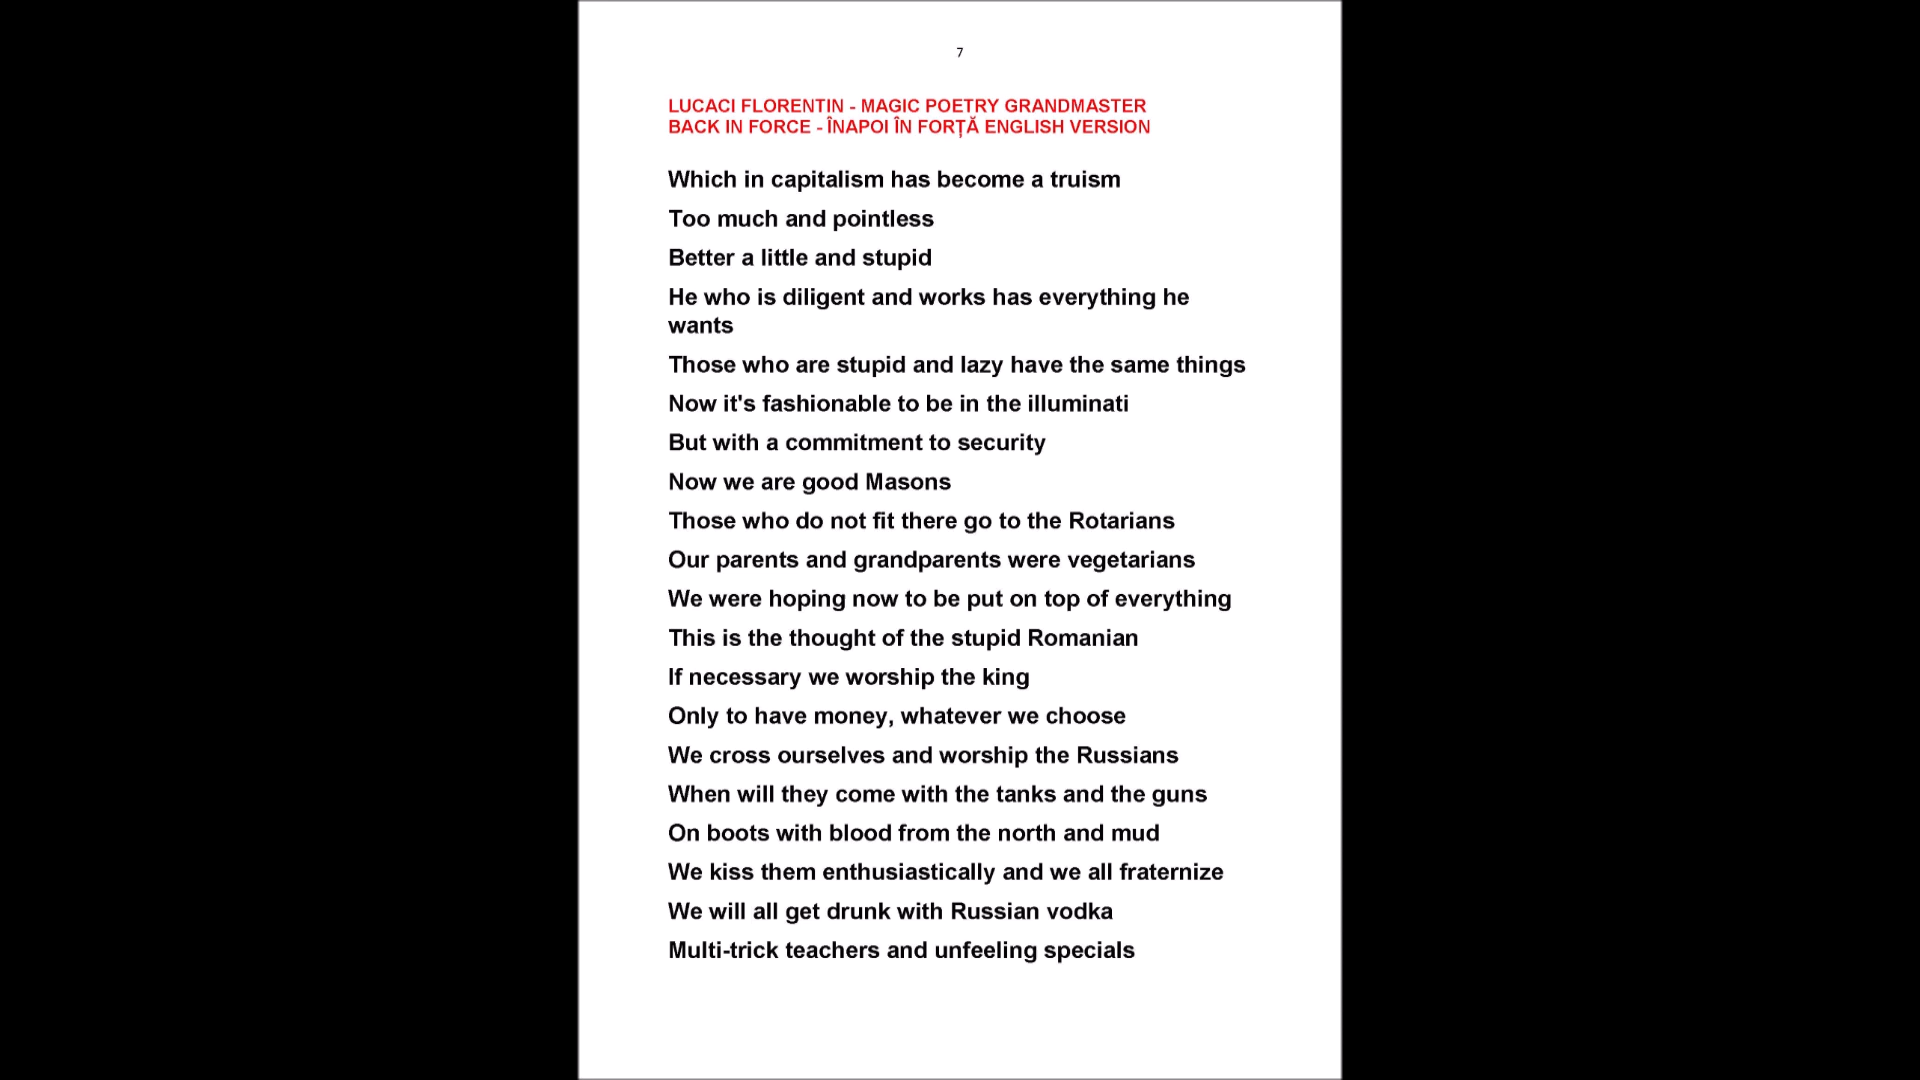 7
LUCACI FLORENTIN - MAGIC POETRY GRANDMASTER
BACK IN FORCE - ÎNAPOI ÎN FORŢĂ ENGLISH VERSION
Which in capitalism has become a truism
Too much and pointless
Better a little and stupid
He who is diligent and works has everything he
wants
Those who are stupid and lazy have the same things
Now it's fashionable to be in the illuminati
But with a commitment to security
Now we are good Masons
Those who do not fit there go to the Rotarians
Our parents and grandparents were vegetarians
We were hoping now to be put on top of everything
This is the thought of the stupid Romanian
If necessary we worship the king
Only to have money, whatever we choose
We cross ourselves and worship the Russians
When will they come with the tanks and the guns
On boots with blood from the north and mud
We kiss them enthusiastically and we all fraternize
We will all get drunk with Russian vodka
Multi-trick teachers and unfeeling specials